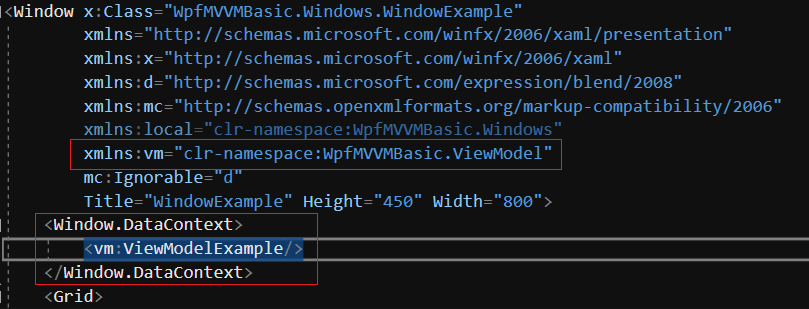 <Window x:Class="WpfMVVMBasic.Windows.WindowExample"
xmlns="http://schemas.microsoft.com/winfx/2006/xaml/presentation"
xmlns:x="http://schemas.microsoft.com/winfx/2006/xaml"
xmlns:d="http://schemas.microsoft.com/expression/blend/2008"
xmlns:mc="http://schemas.openxmlformats.org/markup-compatibility/2006"
xmlns:local="clr-namespace:WpfMVVMBasic.Windows"
xmlns:vm="clr-namespace:WpfMVVMBasic.ViewModel"
mc:Ignorable="d"
Title="WindowExample" Height="450" Width="800">
<Window.DataContext>
<vm:ViewModelExample/>
</Window.DataContext>
<Grid>